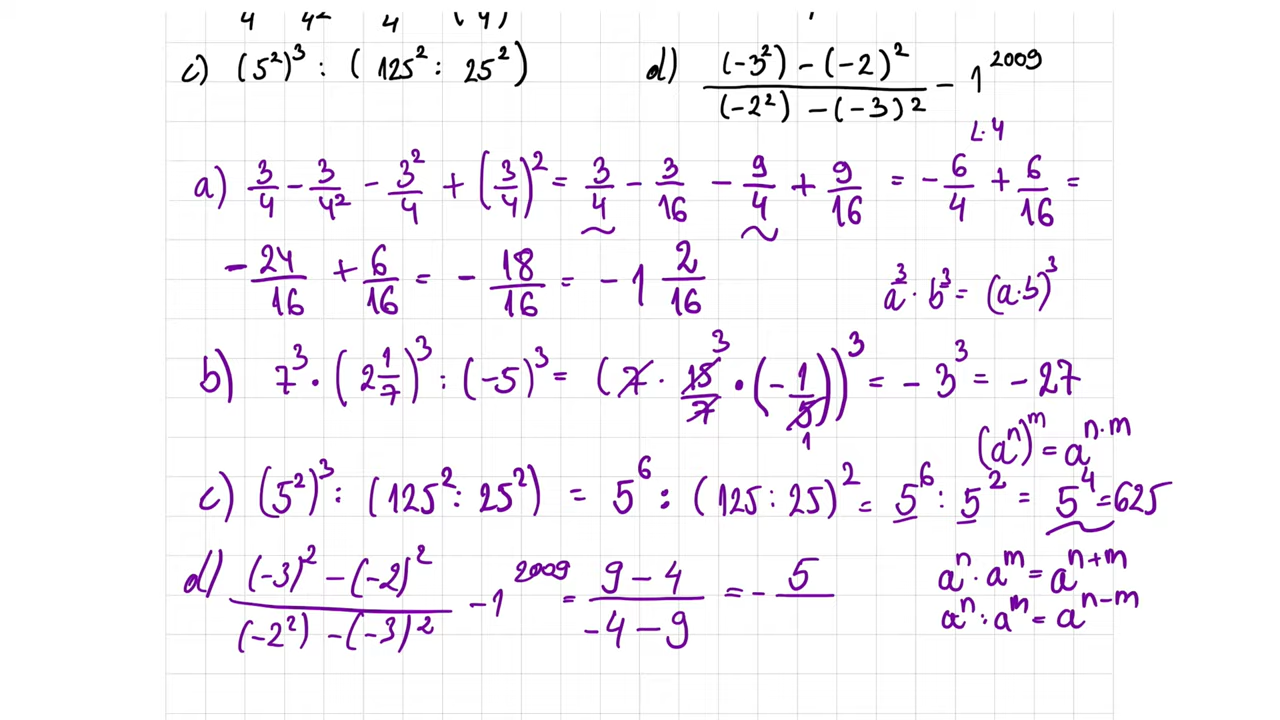 c) (5²)³ : (125² : 25²)
d) ((-3²) - (-2)²)/((-2²) - (-3)²) - 1²⁰⁰⁹
L·4
a) 3/4 - 3/4² - 3²/4 + (3/4)² = 3/4 - 3/16 - 9/4 + 9/16 = - 6/4 + 6/16 =
- 24/16 + 6/16 = - 18/16 = - 1 2/16
a³ · b³ = (a·b)³
b) 7³ · (2 1/7)³ : (-5)³ = (7 · 15/7 · (- 1/5))³ = - 3³ = - 27
3
1
(aⁿ)ᵐ = aⁿ·ᵐ
c) (5²)³ : (125² : 25²) = 5⁶ : (125 : 25)² = 5⁶ : 5² = 5⁴ = 625
d) ((-3)² - (-2)²)/((-2²) - (-3)²) - 1²⁰⁰⁹ = (9 - 4)/(-4 - 9) = - 5/
aⁿ · aᵐ = aⁿ⁺ᵐ
aⁿ : aᵐ = aⁿ⁻ᵐ